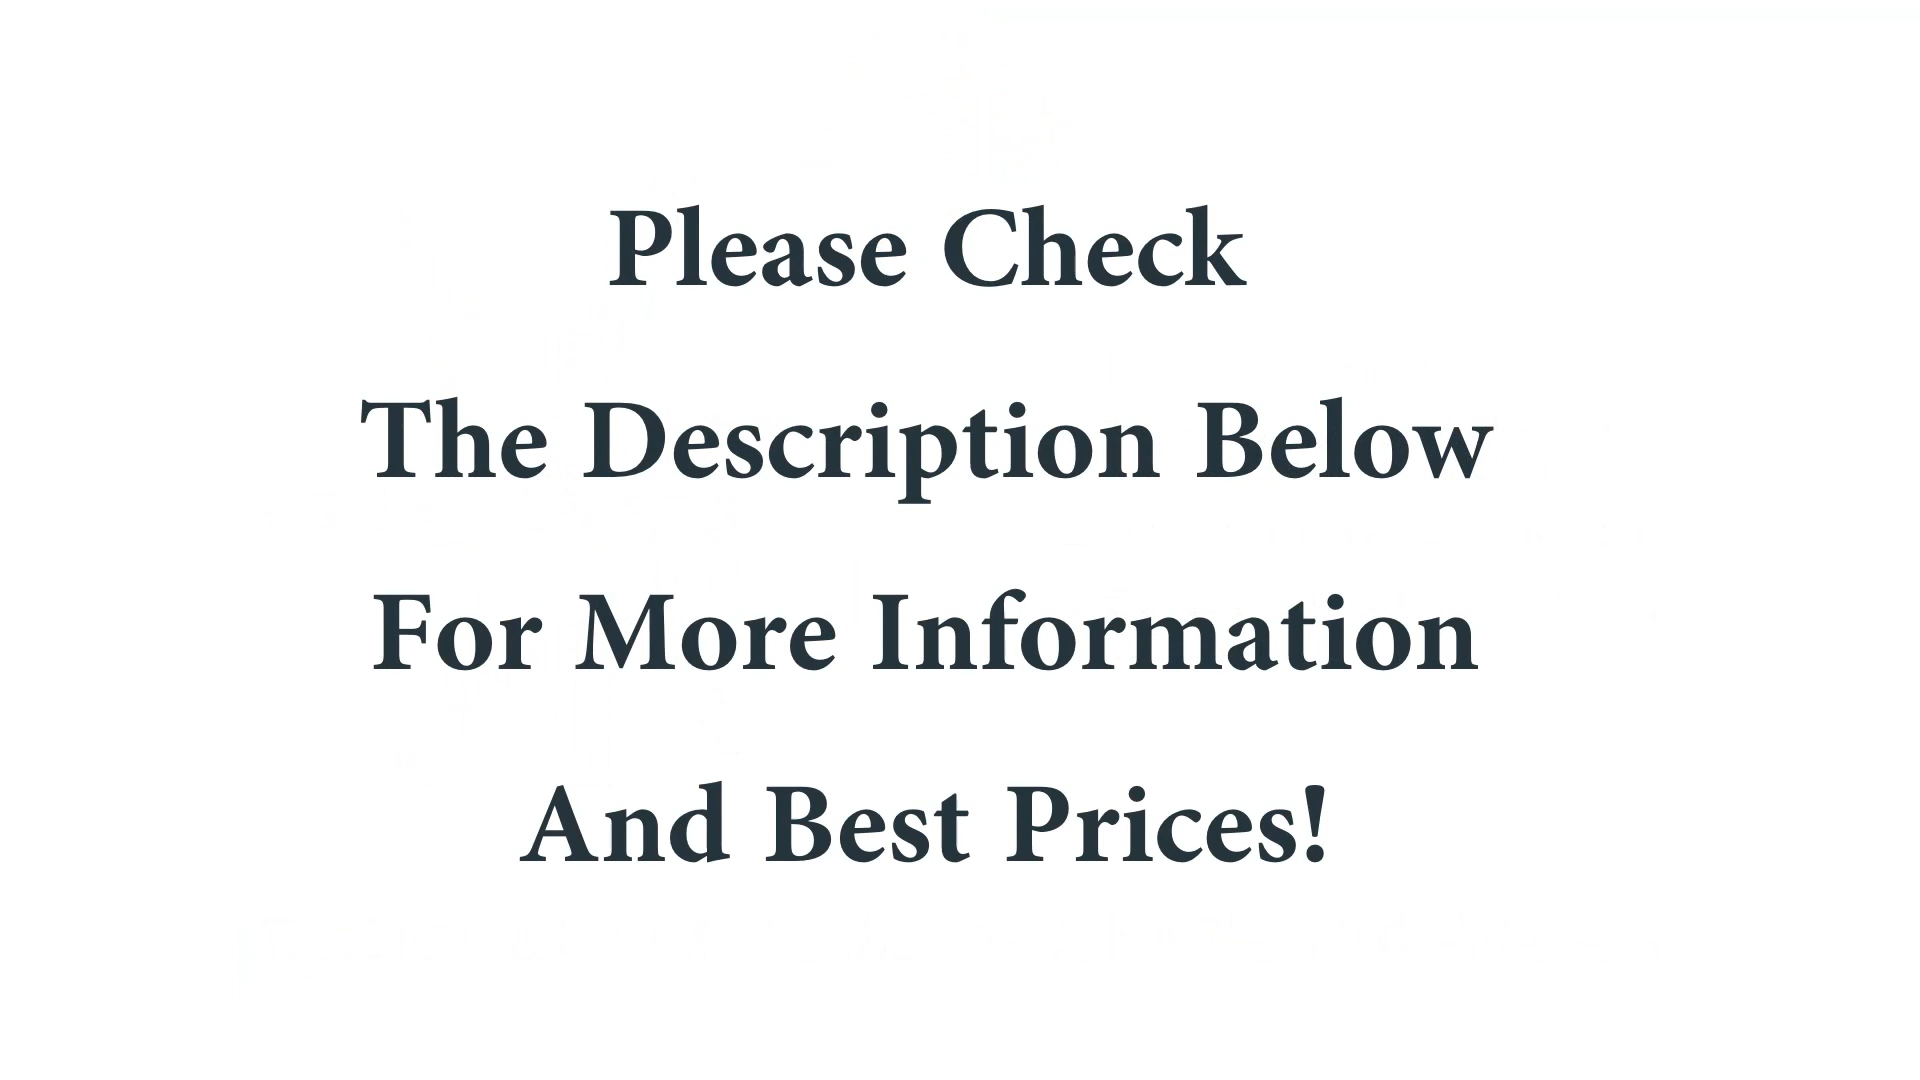 Please Check
The Description Below
For More Information
And Best Prices!